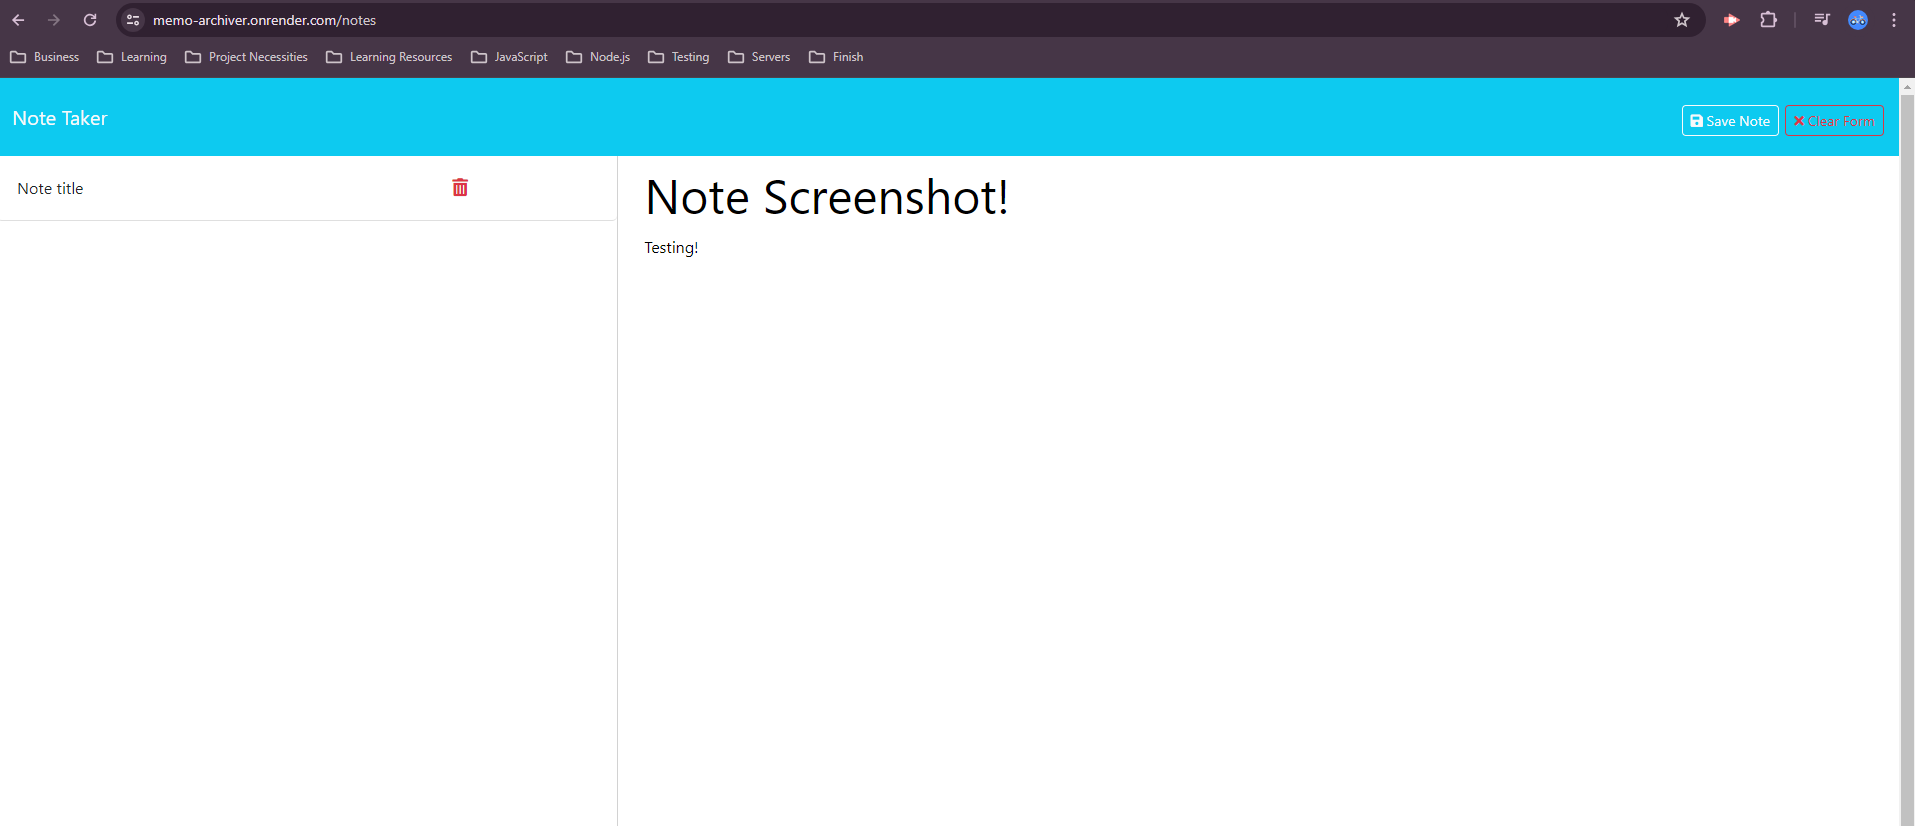 memo-archiver.onrender.com/notes
Business Learning Project Necessities Learning Resources JavaScript Node.js Testing Servers Finish
Note Taker
Save Note Clear Form
Note title
Note Screenshot!
Testing!